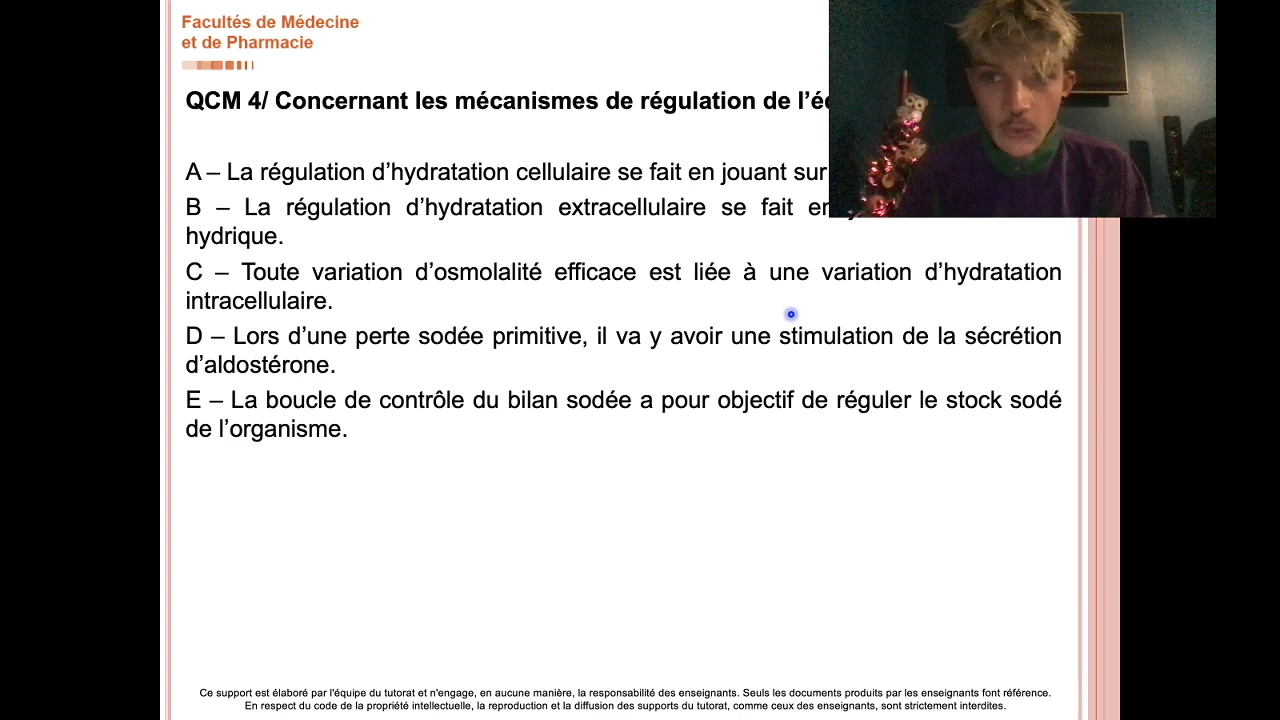 Facultés de Médecine
et de Pharmacie
QCM 4/ Concernant les mécanismes de régulation de
A – La régulation d’hydratation cellulaire se fait en jouant sur
B – La régulation d’hydratation extracellulaire se fait
hydrique.
C – Toute variation d’osmolalité efficace est liée à une variation d’hydratation
intracellulaire.
D – Lors d’une perte sodée primitive, il va y avoir une stimulation de la sécrétion
d’aldostérone.
E – La boucle de contrôle du bilan sodée a pour objectif de réguler le stock sodé
de l’organisme.
Ce support est élaboré par l'équipe du tutorat et n'engage, en aucune manière, la responsabilité des enseignants. Seuls les documents produits par les enseignants font référence.
En respect du code de la propriété intellectuelle, la reproduction et la diffusion des supports du tutorat, comme ceux des enseignants, sont strictement interdites.